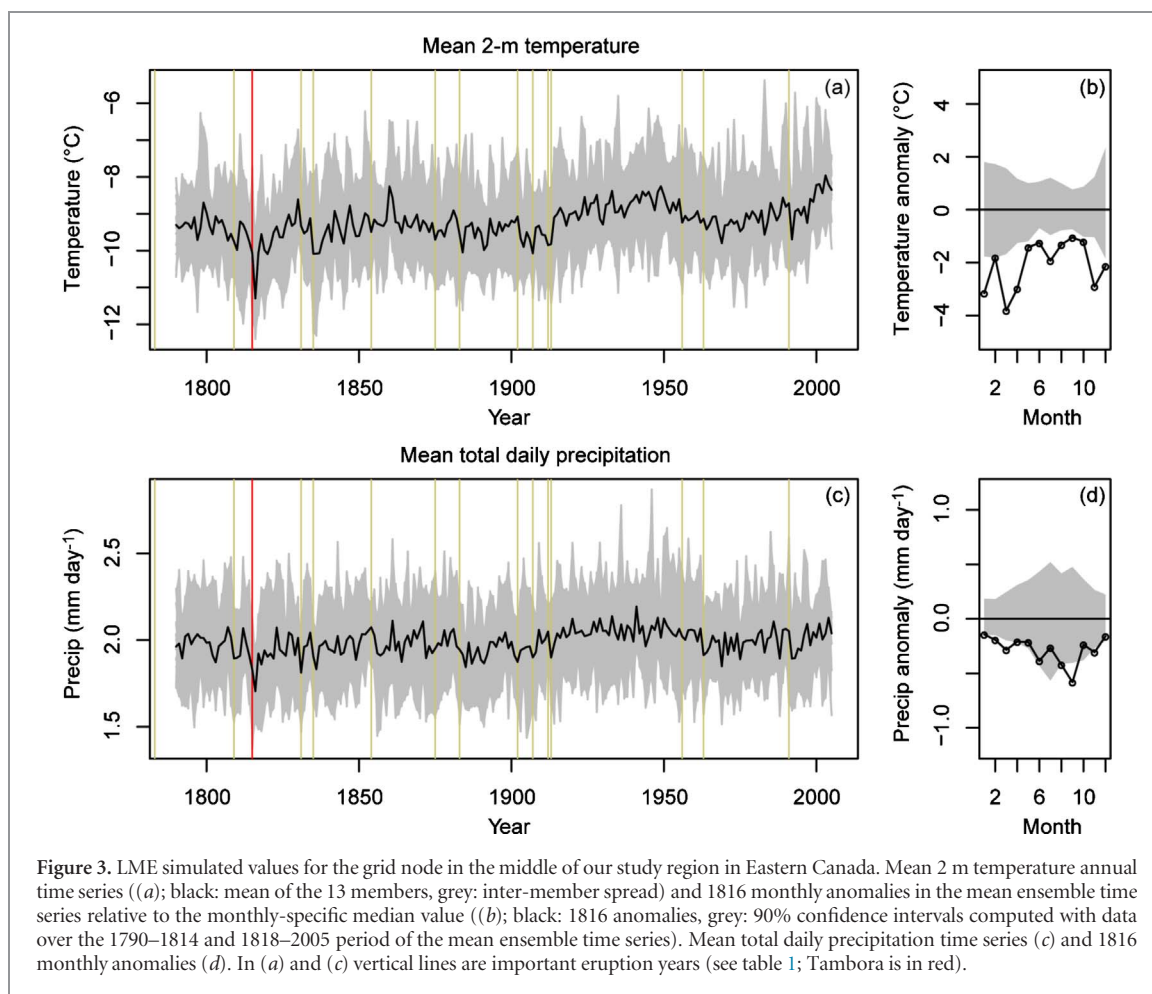 Mean 2-m temperature
(a)
(b)
Temperature (°C)
−6
−8
−10
−12
1800
1850
1900
1950
2000
Year
Temperature anomaly (°C)
4
2
0
−2
−4
2
6
10
Month
Mean total daily precipitation
(c)
(d)
Precip (mm day-1)
2.5
2.0
1.5
1800
1850
1900
1950
2000
Year
Precip anomaly (mm day-1)
1.0
0.0
−1.0
2
6
10
Month
Figure 3. LME simulated values for the grid node in the middle of our study region in Eastern Canada. Mean 2 m temperature annual
time series ((a); black: mean of the 13 members, grey: inter-member spread) and 1816 monthly anomalies in the mean ensemble time
series relative to the monthly-specific median value ((b); black: 1816 anomalies, grey: 90% confidence intervals computed with data
over the 1790–1814 and 1818–2005 period of the mean ensemble time series). Mean total daily precipitation time series (c) and 1816
monthly anomalies (d). In (a) and (c) vertical lines are important eruption years (see table 1; Tambora is in red).